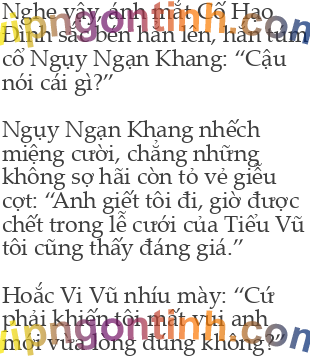 Nghe vậy, ánh mắt Cố Hạo
Đình sắc bén hẳn lên, hắn túm
cổ Ngụy Ngạn Khang: “Cậu
nói cái gì?”
Ngụy Ngạn Khang nhếch
miệng cười, chẳng những
không sợ hãi còn tỏ vẻ giễu
cợt: “Anh giết tôi đi, giờ được
chết trong lễ cưới của Tiểu Vũ
tôi cũng thấy đáng giá.”
Hoắc Vi Vũ nhíu mày: “Cứ
phải khiến tôi mất vui anh
mới vừa lòng đúng không?”